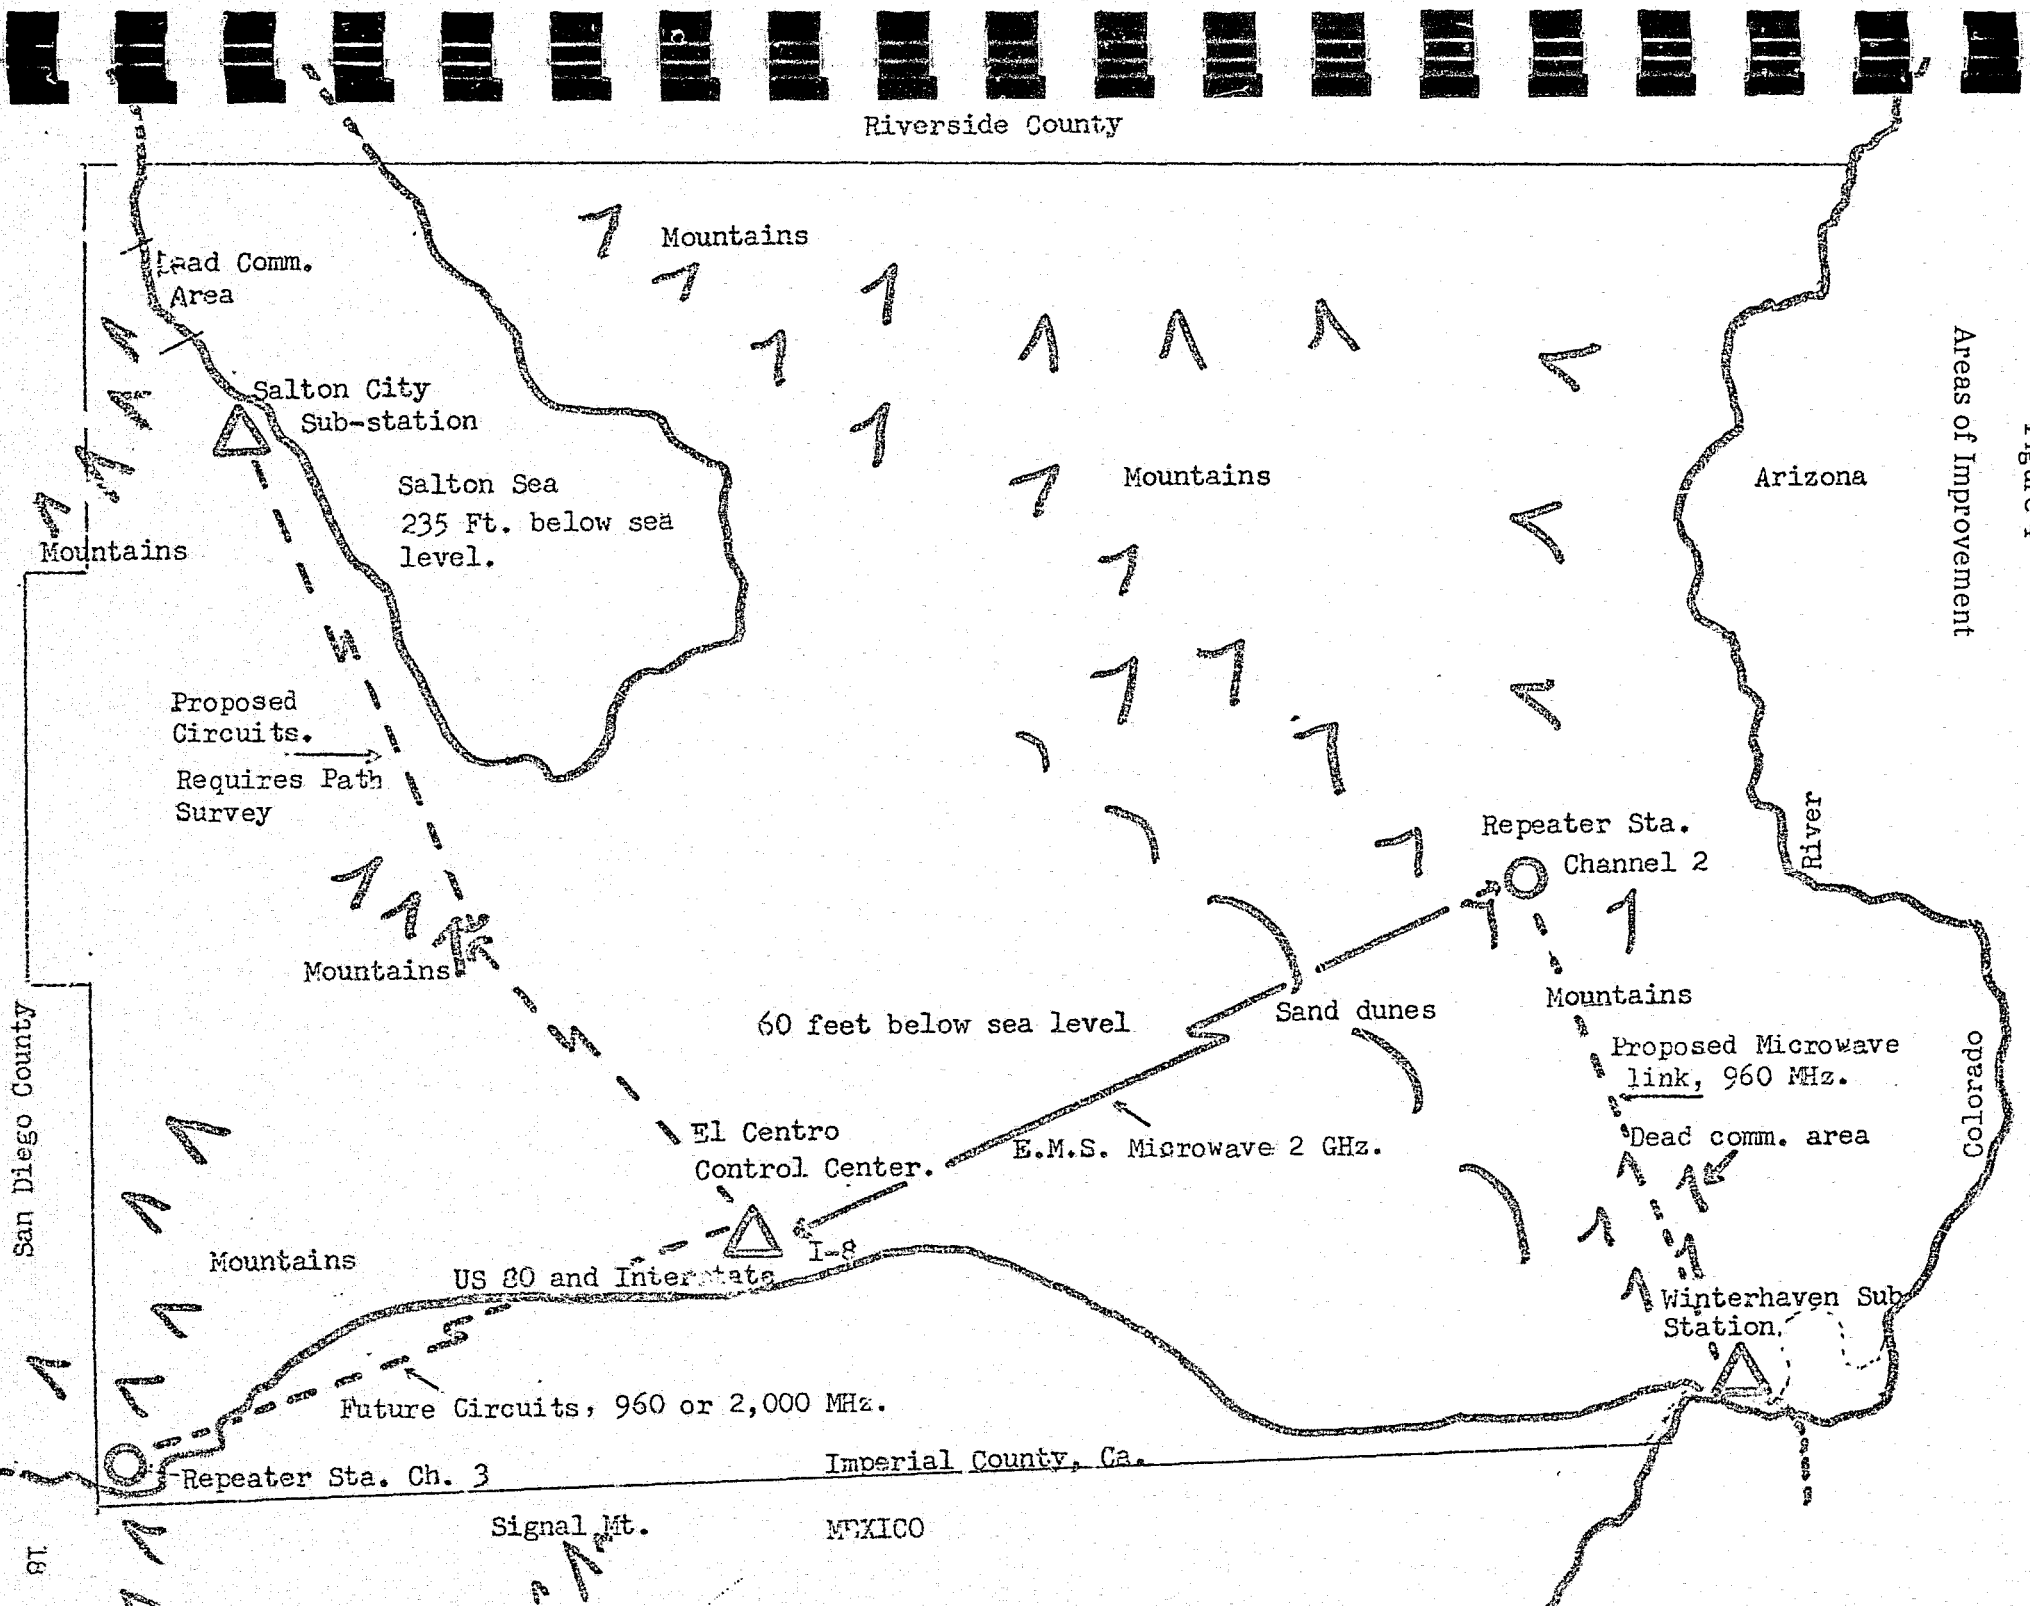 Riverside County
Mountains
Dead Comm.
Area
Salton City
Sub-station
Salton Sea
235 Ft. below sea
level.
Mountains
Mountains
Arizona
Areas of Improvement
Proposed
Circuits.
Requires Path
Survey
Mountains
Repeater Sta.
Channel 2
River
60 feet below sea level
Sand dunes
Mountains
Proposed Microwave
link, 960 MHz.
Dead comm. area
Colorado
San Diego County
El Centro
Control Center.
E.M.S. Microwave 2 GHz.
I-8
Mountains
US 80 and Interstate
Winterhaven Sub
Station.
Future Circuits, 960 or 2,000 MHz.
Repeater Sta. Ch. 3
Imperial County, Ca.
Signal Mt.
MEXICO
18